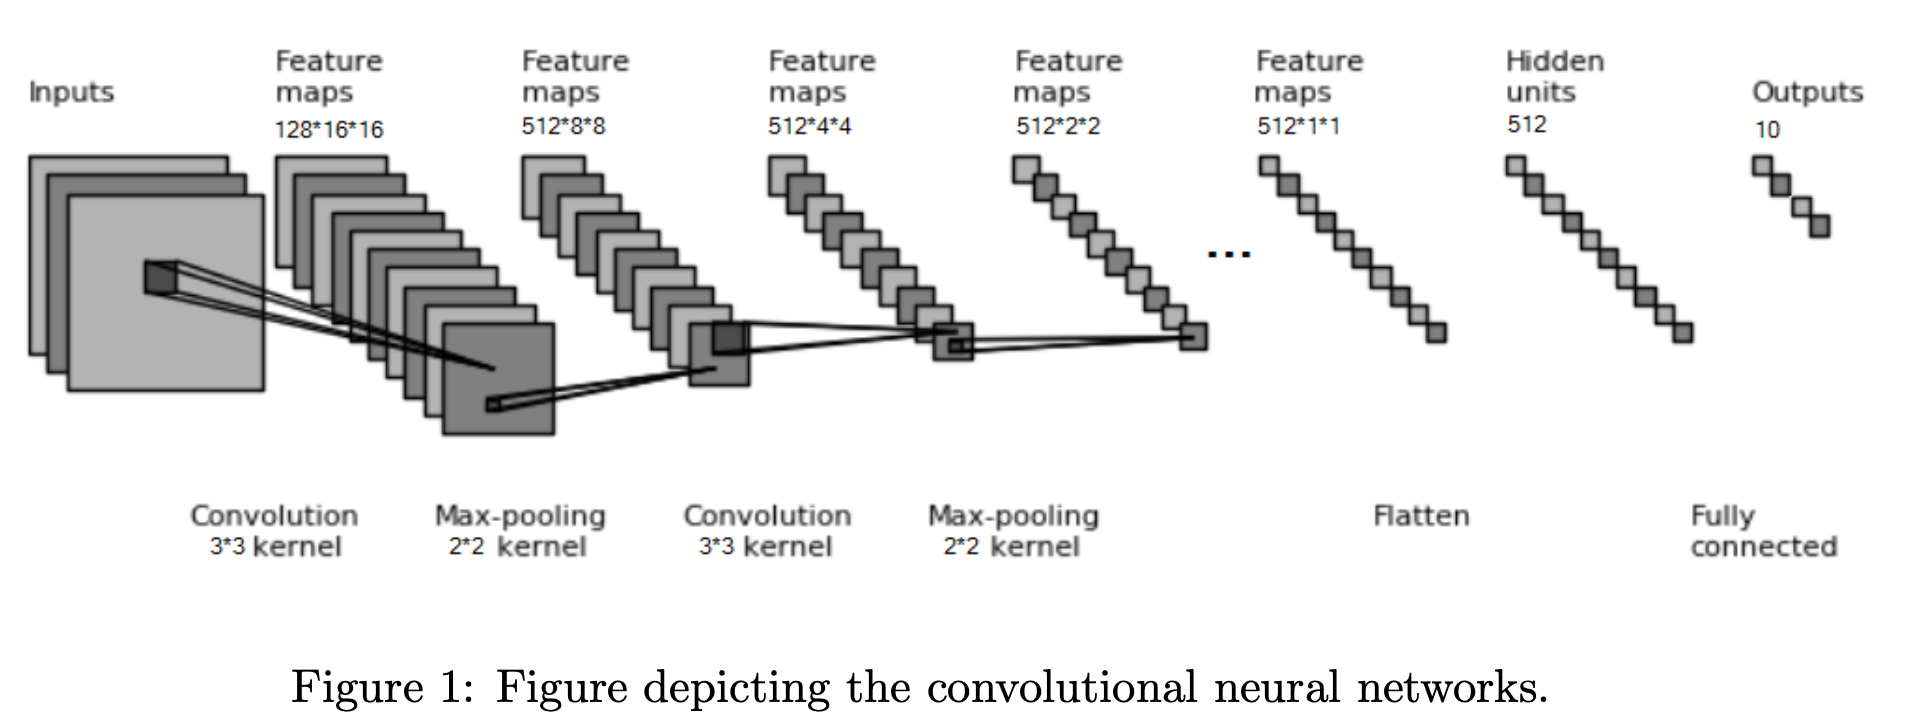 Inputs
Feature
maps
128*16*16
Feature
maps
512*8*8
Feature
maps
512*4*4
Feature
maps
512*2*2
Feature
maps
512*1*1
Hidden
units
512
Outputs
10
...
Convolution
3*3 kernel
Max-pooling
2*2 kernel
Convolution
3*3 kernel
Max-pooling
2*2 kernel
Flatten
Fully
connected
Figure 1: Figure depicting the convolutional neural networks.